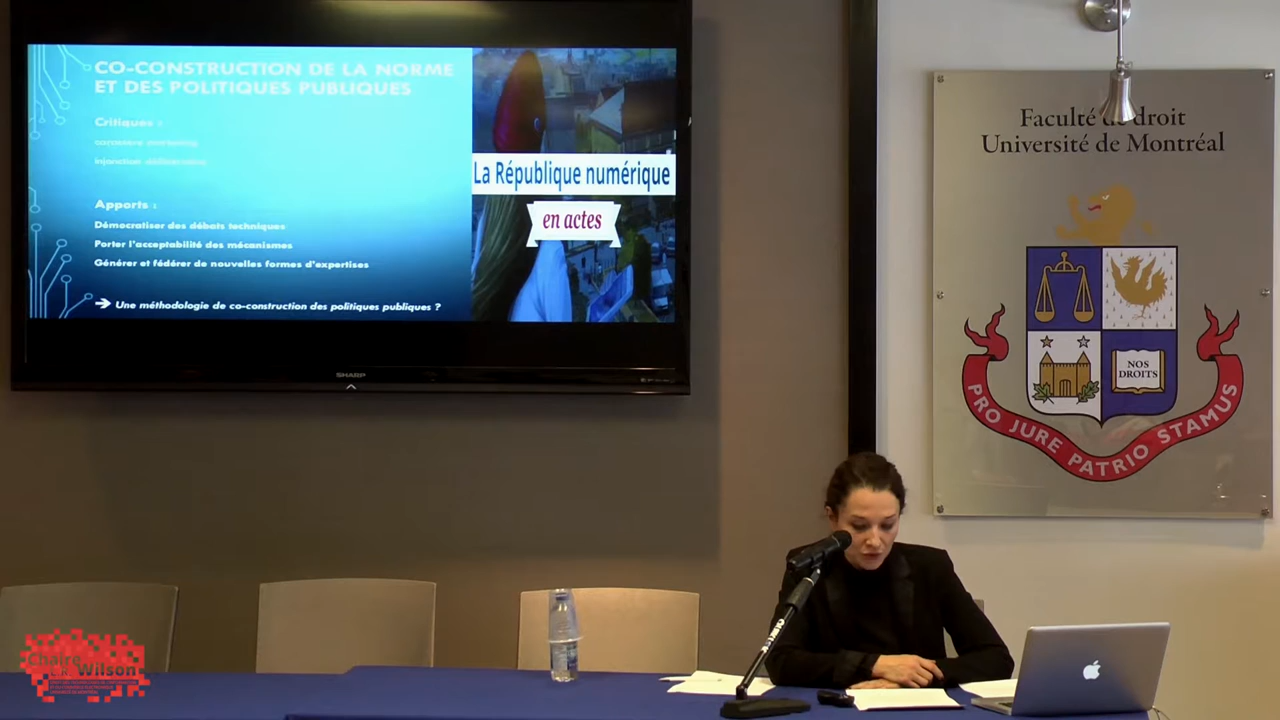 CO-CONSTRUCTION DE LA NORME
ET DES POLITIQUES PUBLIQUES
Critiques :
Apports :
Démocratiser des débats techniques
Porter l'acceptabilité des mécanismes
Générer et fédérer de nouvelles formes d'expertises
➔ Une méthodologie de co-construction des politiques publiques ?
La République numérique
en actes
SHARP
Faculté de droit
Université de Montréal
NOS
DROITS
PRO JURE PATRIO STAMUS
Chaire
L.R. Wilson